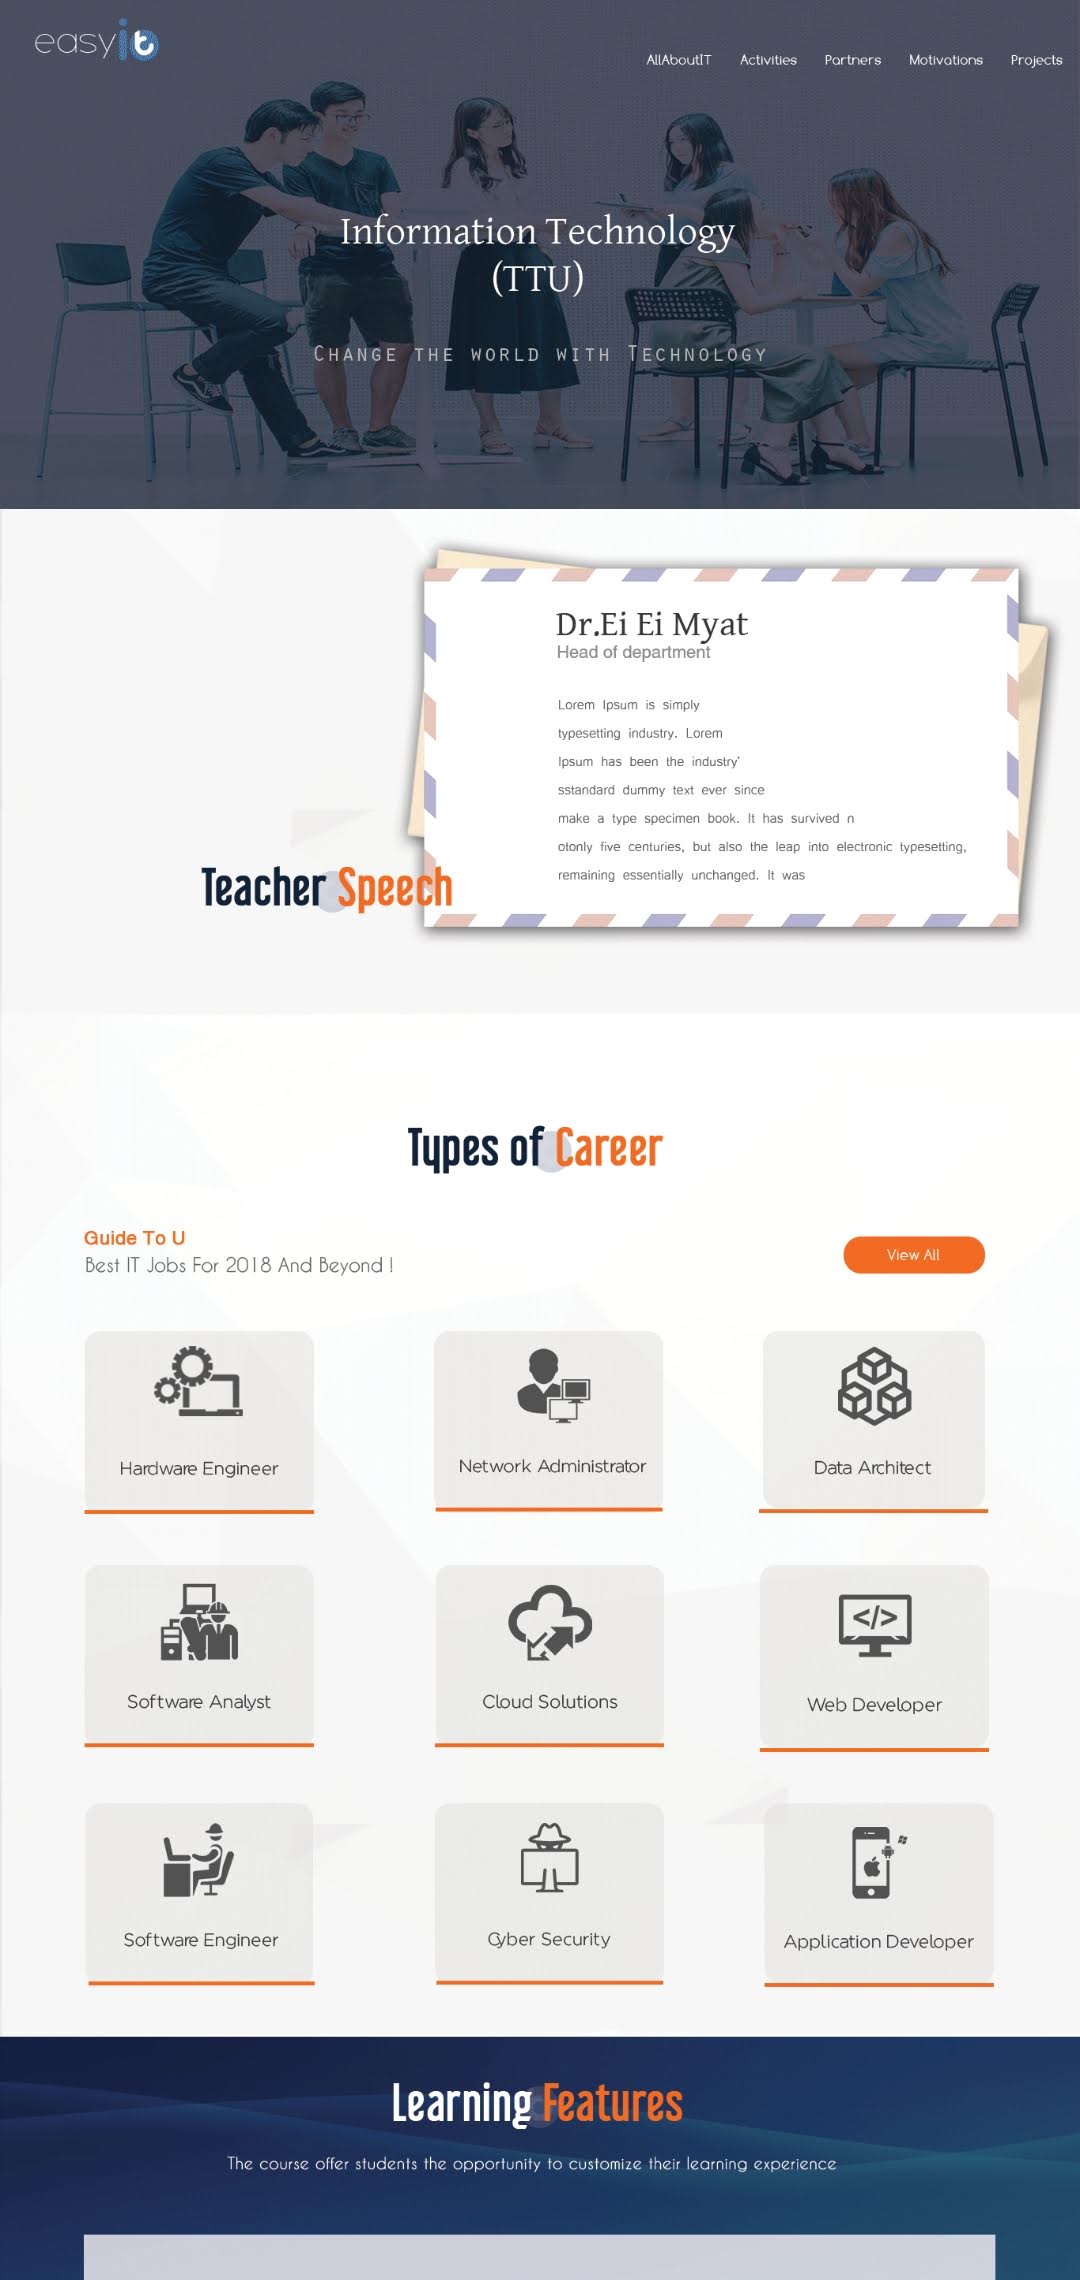 easyit
AllAboutIT Activities Partners Motivations Projects
Information Technology
(TTU)
Change the world with Technology
Dr.Ei Ei Myat
Head of department
Lorem Ipsum is simply
typesetting industry. Lorem
Ipsum has been the industry'
sstandard dummy text ever since
make a type specimen book. It has survived n
otonly five centuries, but also the leap into electronic typesetting,
remaining essentially unchanged. It was
Teacher Speech
Types of Career
Guide To U
Best IT Jobs For 2018 And Beyond !
View All
Hardware Engineer
Network Administrator
Data Architect
Software Analyst
Cloud Solutions
</>
Web Developer
Software Engineer
Cyber Security
Application Developer
Learning Features
The course offer students the opportunity to customize their learning experience